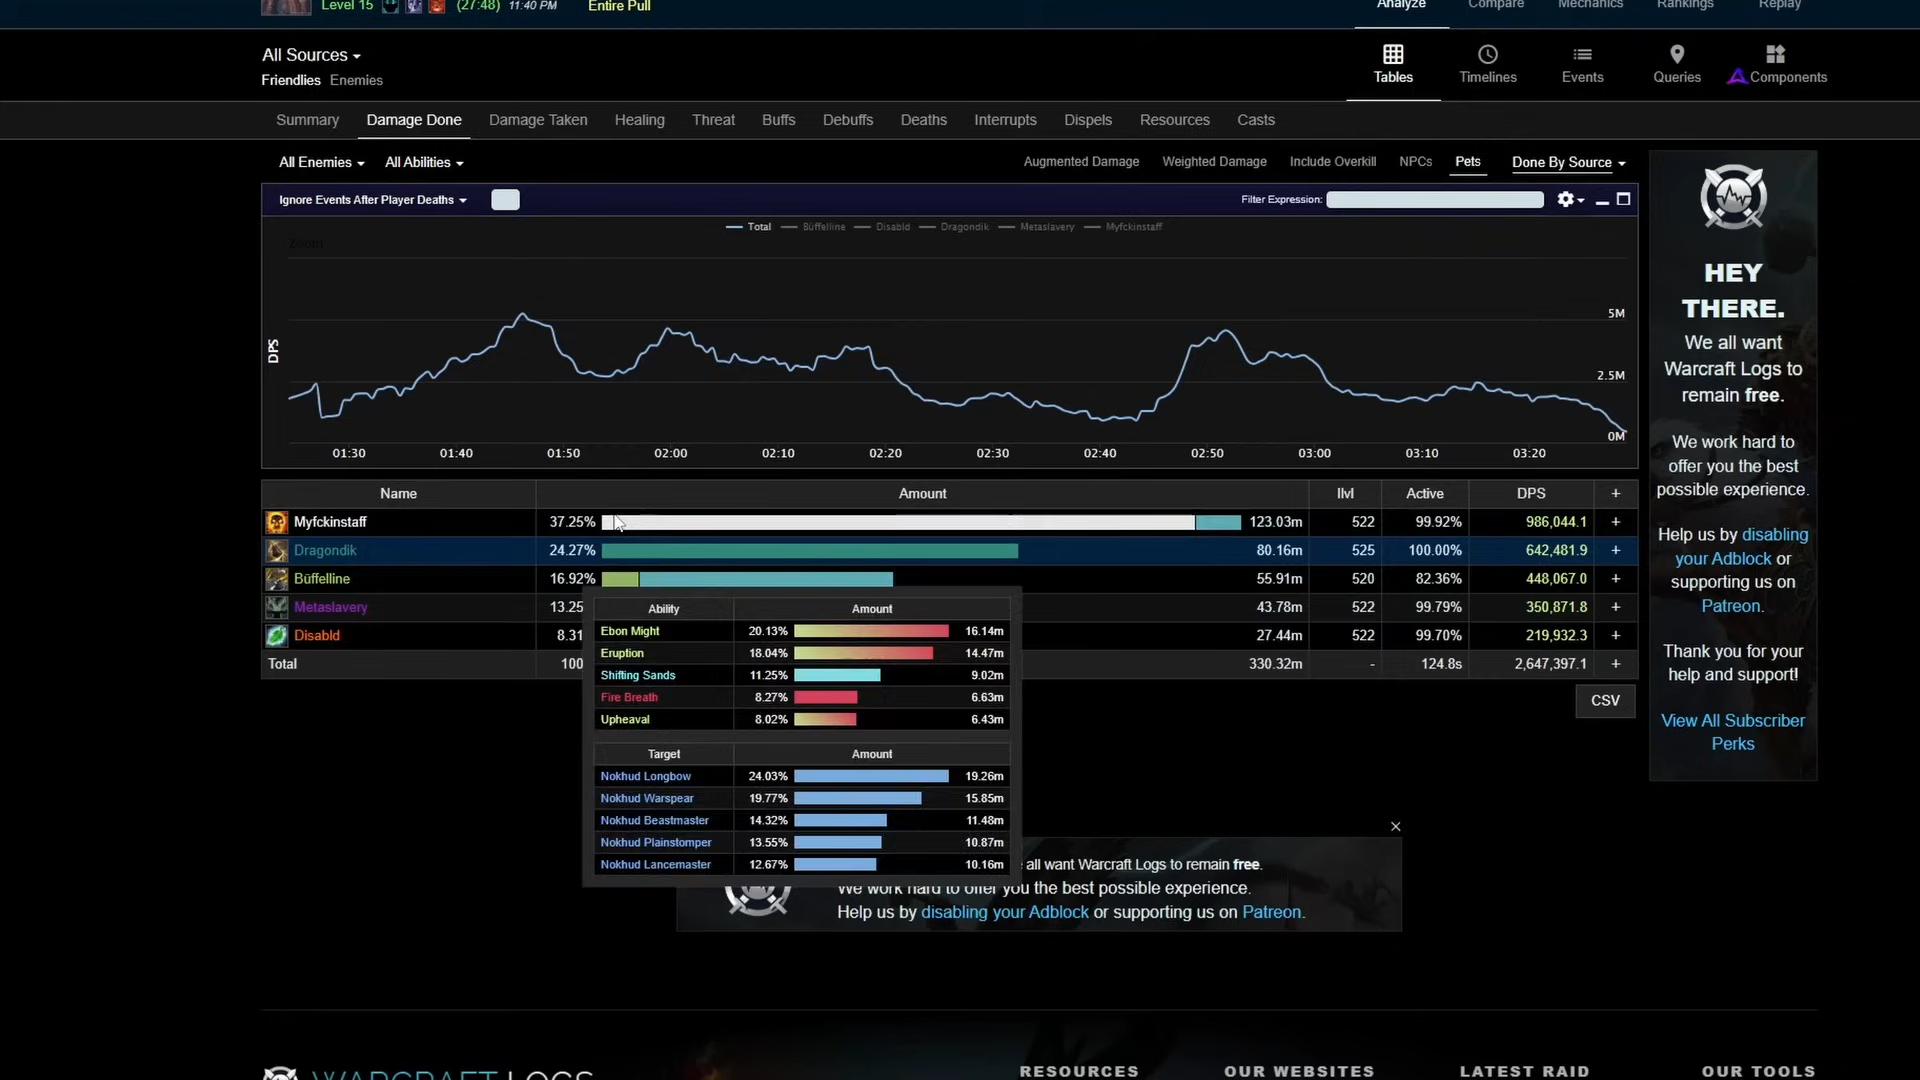 Level 15 (27:48) 11:40 PM Entire Pull
Analyze Compare Mechanics Rankings Replay
All Sources
Friendlies Enemies
Tables Timelines Events Queries Components
Summary Damage Done Damage Taken Healing Threat Buffs Debuffs Deaths Interrupts Dispels Resources Casts
All Enemies All Abilities Augmented Damage Weighted Damage Include Overkill NPCs Pets Done By Source
Ignore Events After Player Deaths Filter Expression:
Total Büffelline Disabld Dragondik Metaslavery Myfckinstaff
Zoom
5M
DPS
2.5M
0M
01:30 01:40 01:50 02:00 02:10 02:20 02:30 02:40 02:50 03:00 03:10 03:20
Name Amount Ilvl Active DPS +
Myfckinstaff 37.25% 123.03m 522 99.92% 986,044.1 +
Dragondik 24.27% 80.16m 525 100.00% 642,481.9 +
Büffelline 16.92% 55.91m 520 82.36% 448,067.0 +
Metaslavery 13.25 43.78m 522 99.79% 350,871.8 +
Disabld 8.31 27.44m 522 99.70% 219,932.3 +
Total 100 330.32m - 124.8s 2,647,397.1 +
CSV
Ability Amount
Ebon Might 20.13% 16.14m
Eruption 18.04% 14.47m
Shifting Sands 11.25% 9.02m
Fire Breath 8.27% 6.63m
Upheaval 8.02% 6.43m
Target Amount
Nokhud Longbow 24.03% 19.26m
Nokhud Warspear 19.77% 15.85m
Nokhud Beastmaster 14.32% 11.48m
Nokhud Plainstomper 13.55% 10.87m
Nokhud Lancemaster 12.67% 10.16m
all want Warcraft Logs to remain free.
We work hard to offer you the best possible experience.
Help us by disabling your Adblock or supporting us on Patreon.
HEY
THERE.
We all want
Warcraft Logs to
remain free.
We work hard to
offer you the best
possible experience.
Help us by disabling
your Adblock or
supporting us on
Patreon.
Thank you for your
help and support!
View All Subscriber
Perks
WARCRAFT LOGS
RESOURCES OUR WEBSITES LATEST RAID OUR TOOLS